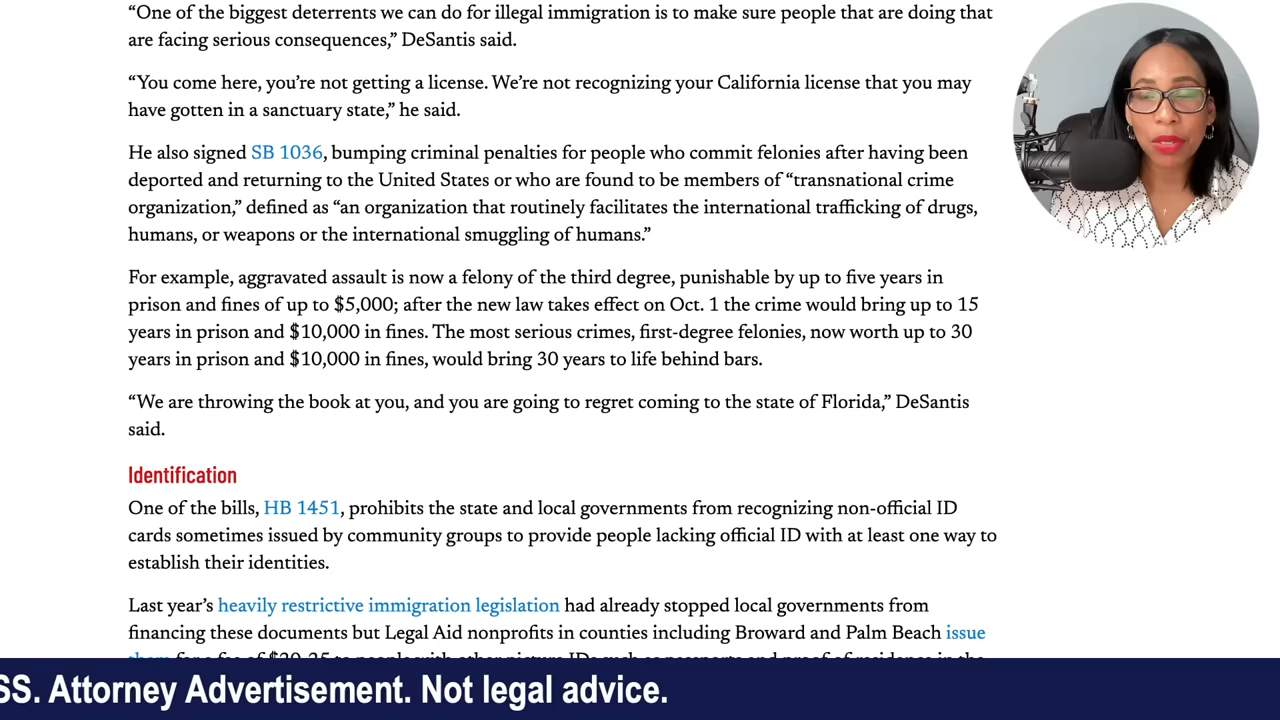 “One of the biggest deterrents we can do for illegal immigration is to make sure people that are doing that
are facing serious consequences,” DeSantis said.
“You come here, you’re not getting a license. We’re not recognizing your California license that you may
have gotten in a sanctuary state,” he said.
He also signed SB 1036, bumping criminal penalties for people who commit felonies after having been
deported and returning to the United States or who are found to be members of “transnational crime
organization,” defined as “an organization that routinely facilitates the international trafficking of drugs,
humans, or weapons or the international smuggling of humans.”
For example, aggravated assault is now a felony of the third degree, punishable by up to five years in
prison and fines of up to $5,000; after the new law takes effect on Oct. 1 the crime would bring up to 15
years in prison and $10,000 in fines. The most serious crimes, first-degree felonies, now worth up to 30
years in prison and $10,000 in fines, would bring 30 years to life behind bars.
“We are throwing the book at you, and you are going to regret coming to the state of Florida,” DeSantis
said.
Identification
One of the bills, HB 1451, prohibits the state and local governments from recognizing non-official ID
cards sometimes issued by community groups to provide people lacking official ID with at least one way to
establish their identities.
Last year’s heavily restrictive immigration legislation had already stopped local governments from
financing these documents but Legal Aid nonprofits in counties including Broward and Palm Beach issue
SS. Attorney Advertisement. Not legal advice.